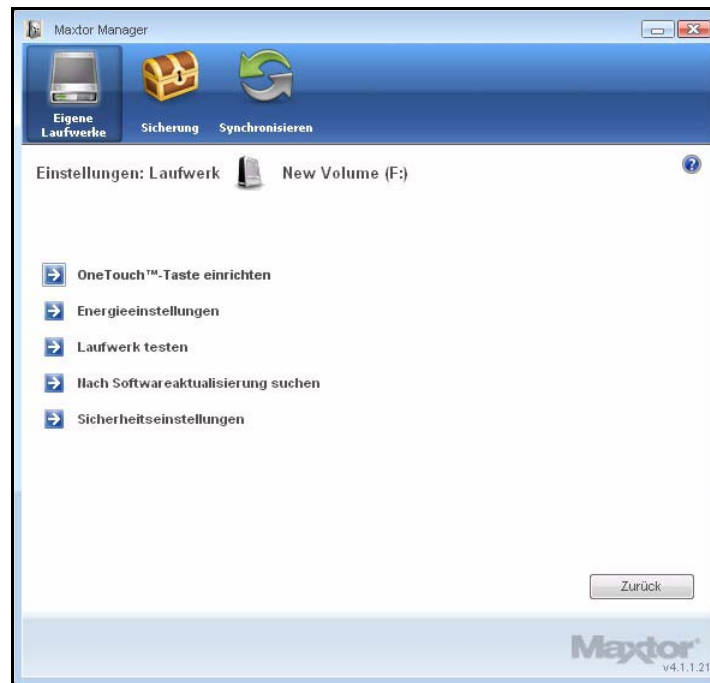 Maxtor Manager
Eigene
Laufwerke
Sicherung
Synchronisieren
Einstellungen: Laufwerk New Volume (F:)
OneTouch™-Taste einrichten
Energieeinstellungen
Laufwerk testen
Nach Softwareaktualisierung suchen
Sicherheitseinstellungen
Zurück
Maxtor
v4.1.1.21